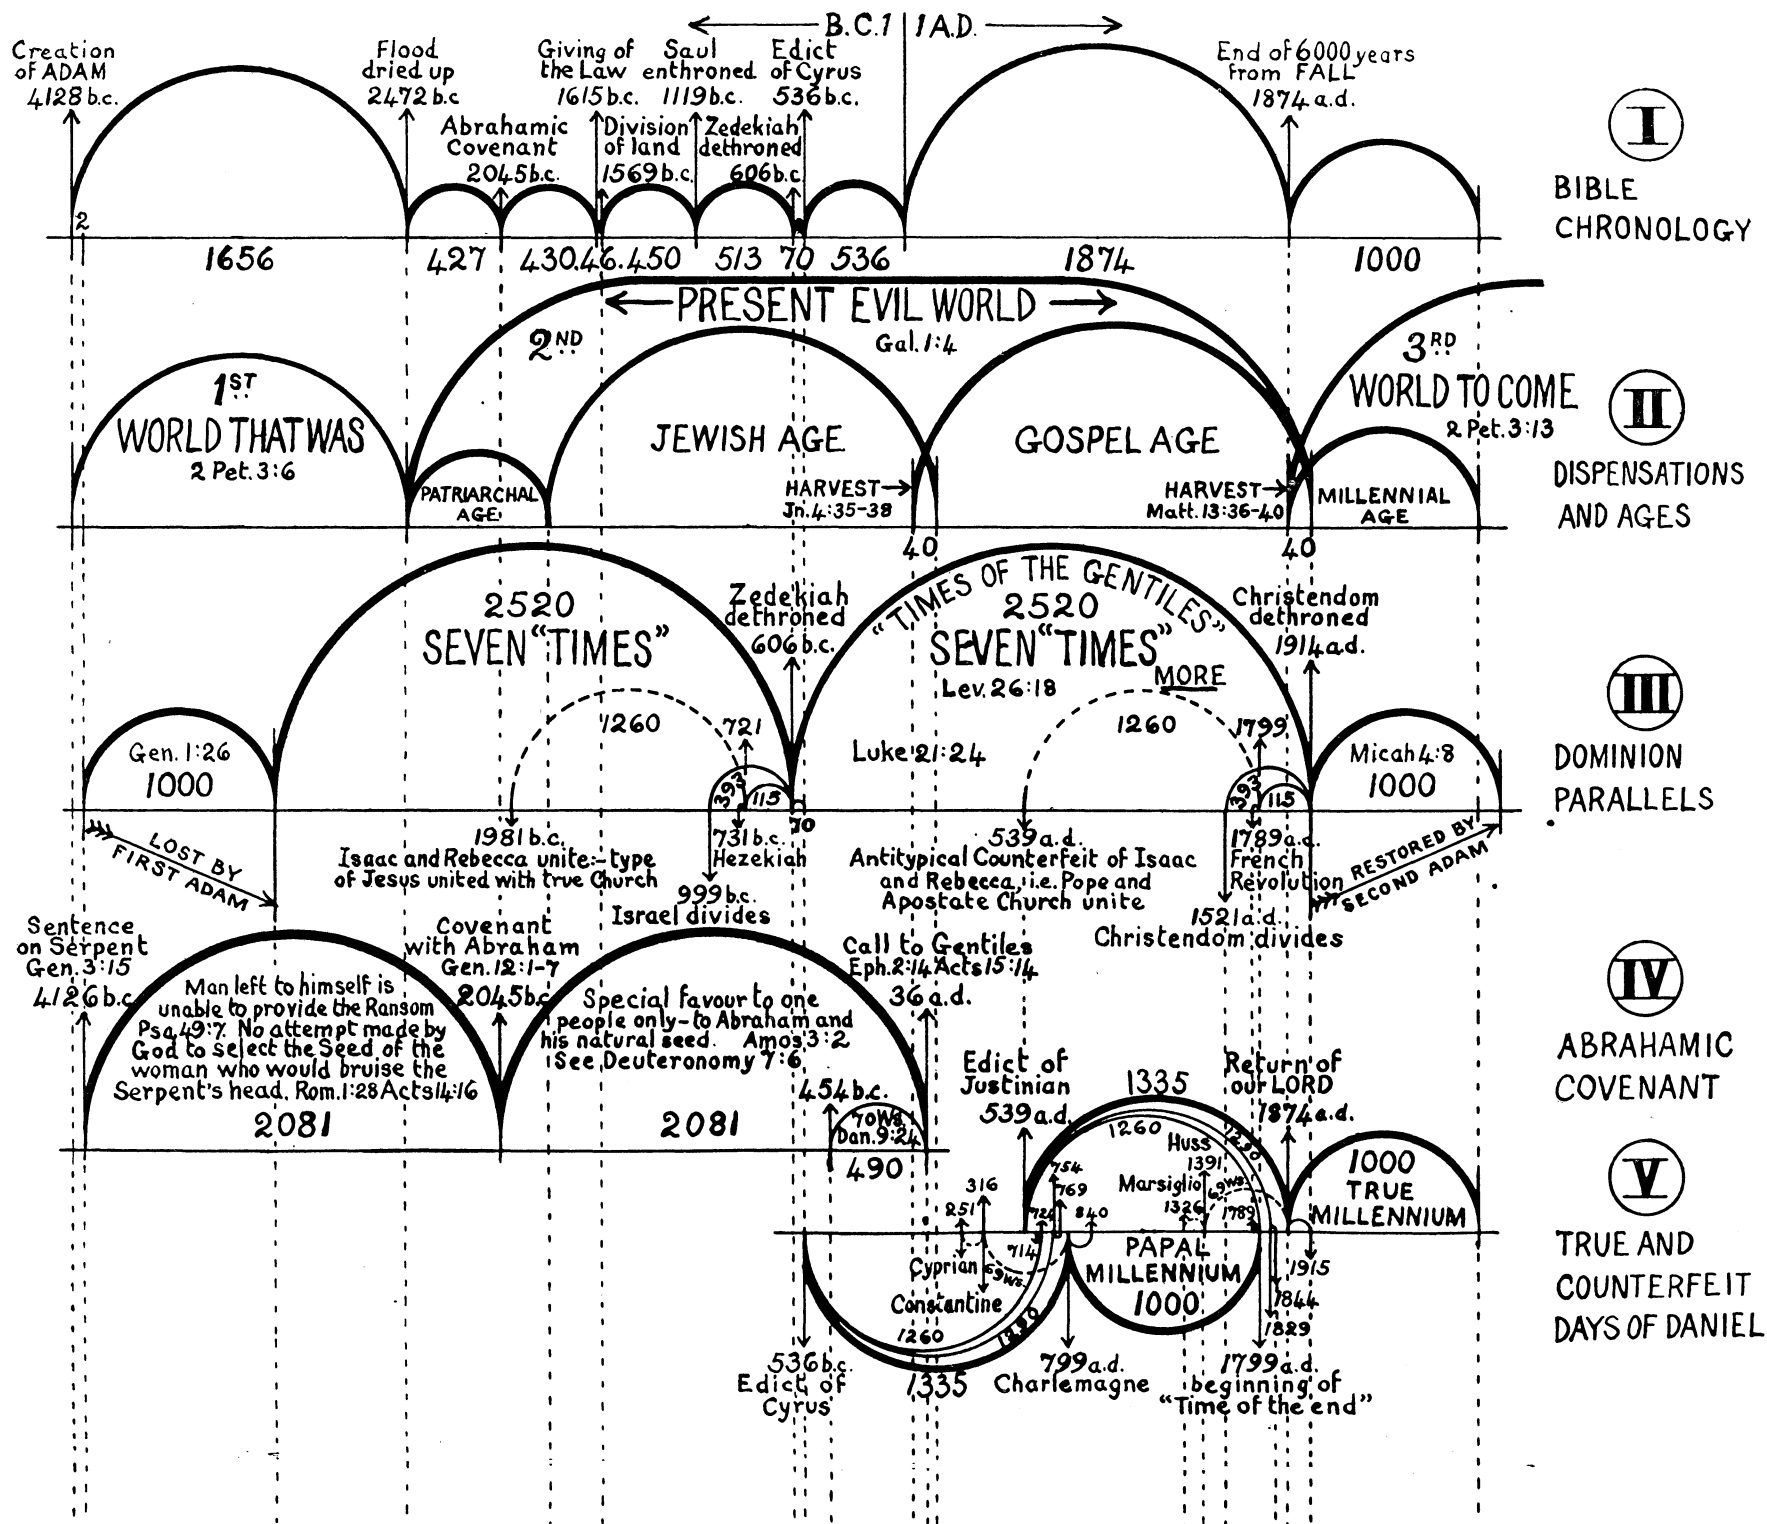 B.C.1 1 A.D.
Creation
of ADAM
4128 b.c.
Flood
dried up
2472 b.c
Giving of
the Law
1615 b.c.
Saul
enthroned
1119 b.c.
Edict
of Cyrus
536 b.c.
End of 6000 years
from FALL
1874 a.d.
Abrahamic
Covenant
2045 b.c.
Division
of land
1569 b.c.
Zedekiah
dethroned
606 b.c
2
1656
427
430.46.450
513
70
536
1874
1000
I
BIBLE
CHRONOLOGY
PRESENT EVIL WORLD
Gal. 1:4
1ST
WORLD THAT WAS
2 Pet. 3:6
2ND
3RD
WORLD TO COME
2 Pet. 3:13
PATRIARCHAL
AGE
JEWISH AGE
GOSPEL AGE
HARVEST
Jn. 4:35-38
HARVEST
Matt. 13:36-40
MILLENNIAL
AGE
40
40
II
DISPENSATIONS
AND AGES
2520
SEVEN "TIMES"
Zedekiah
dethroned
606 b.c.
"TIMES OF THE GENTILES"
2520
SEVEN "TIMES"
MORE
Lev. 26:18
Christendom
dethroned
1914 a.d.
Gen. 1:26
1000
1260
721
393
115
70
Luke 21:24
1260
1799
393
115
Micah 4:8
1000
LOST BY
FIRST ADAM
1981 b.c.
Isaac and Rebecca unite:- type
of Jesus united with true Church
731 b.c.
Hezekiah
999 b.c.
Israel divides
539 a.d.
Antitypical Counterfeit of Isaac
and Rebecca, i.e. Pope and
Apostate Church unite
1789 a.d.
French
Revolution
1521 a.d.
Christendom divides
RESTORED BY
SECOND ADAM
III
DOMINION
PARALLELS
Sentence
on Serpent
Gen. 3:15
4126 b.c.
Covenant
with Abraham
Gen. 12:1-7
2045 b.c
Call to Gentiles
Eph. 2:14 Acts 15:14
36 a.d.
Man left to himself is
unable to provide the Ransom
Psa. 49:7. No attempt made by
God to select the Seed of the
woman who would bruise the
Serpent's head. Rom. 1:28 Acts 14:16
2081
Special favour to one
people only - to Abraham and
his natural seed. Amos 3:2
See Deuteronomy 7:6
2081
454 b.c.
70 Ws.
Dan. 9:24
490
IV
ABRAHAMIC
COVENANT
Edict of
Justinian
539 a.d.
1335
1260
1290
Return of
our LORD
1874 a.d.
Huss
1391
Marsiglio
1326
69 Ws.
1789
754
769
724
840
316
251
714
Cyprian
69 Ws.
Constantine
1260
1290
1335
PAPAL
MILLENNIUM
1000
1000
TRUE
MILLENNIUM
1915
1844
1829
536 b.c.
Edict of
Cyrus
799 a.d.
Charlemagne
1799 a.d.
beginning of
"Time of the end"
V
TRUE AND
COUNTERFEIT
DAYS OF DANIEL